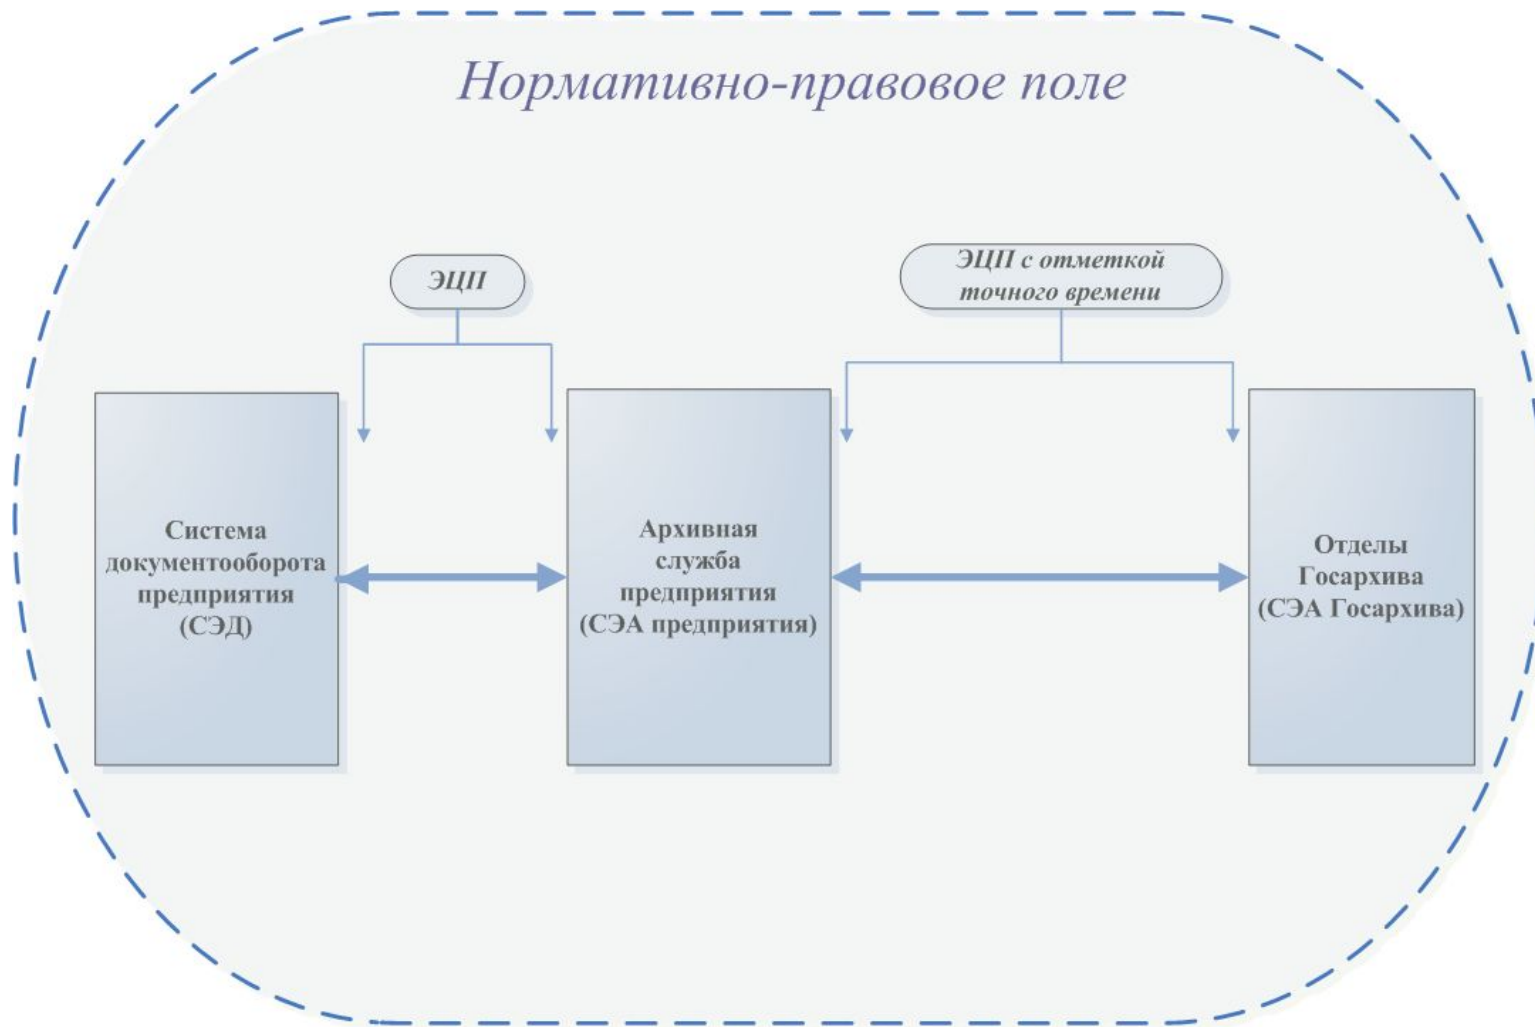 Нормативно-правовое поле
ЭЦП
ЭЦП с отметкой
точного времени
Система
документооборота
предприятия
(СЭД)
Архивная
служба
предприятия
(СЭА предприятия)
Отделы
Госархива
(СЭА Госархива)